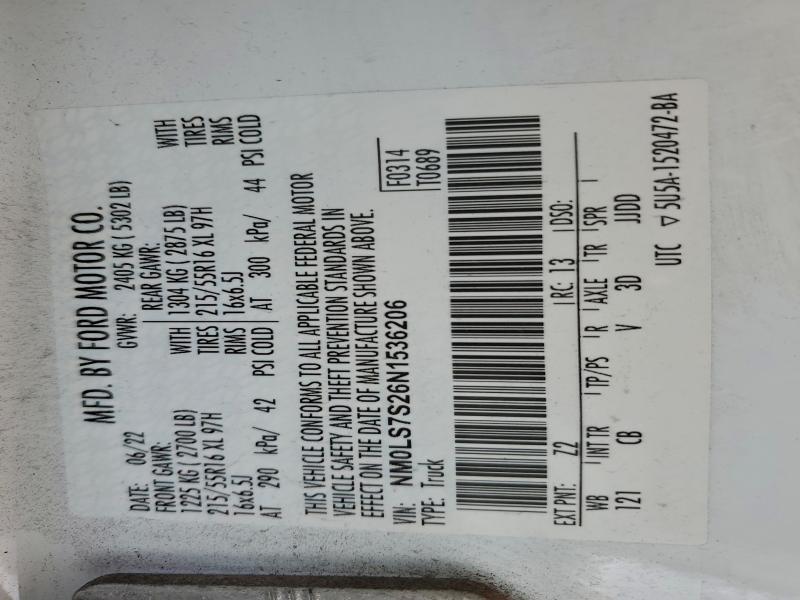 MFD. BY FORD MOTOR CO.
DATE: 06/22 GVWR: 2405 KG (5302 LB)
FRONT GAWR: REAR GAWR:
1225 KG (2700 LB) WITH 1304 KG (2875 LB) WITH
215/55R16 XL 97H TIRES 215/55R16 XL 97H TIRES
16x6.5J RIMS 16x6.5J RIMS
AT 290 kPa/ 42 PSI COLD AT 300 kPa/ 44 PSI COLD
THIS VEHICLE CONFORMS TO ALL APPLICABLE FEDERAL MOTOR
VEHICLE SAFETY AND THEFT PREVENTION STANDARDS IN
EFFECT ON THE DATE OF MANUFACTURE SHOWN ABOVE.
VIN: NM0LS7S26N1536206
TYPE: Truck
F0314
T0689
EXT PNT: Z2 RC: 13 DSO:
WB INT TR TP/PS R AXLE TR SPR
121 CB V 3D JJDD
UTC ▽ 5U5A-1520472-BA